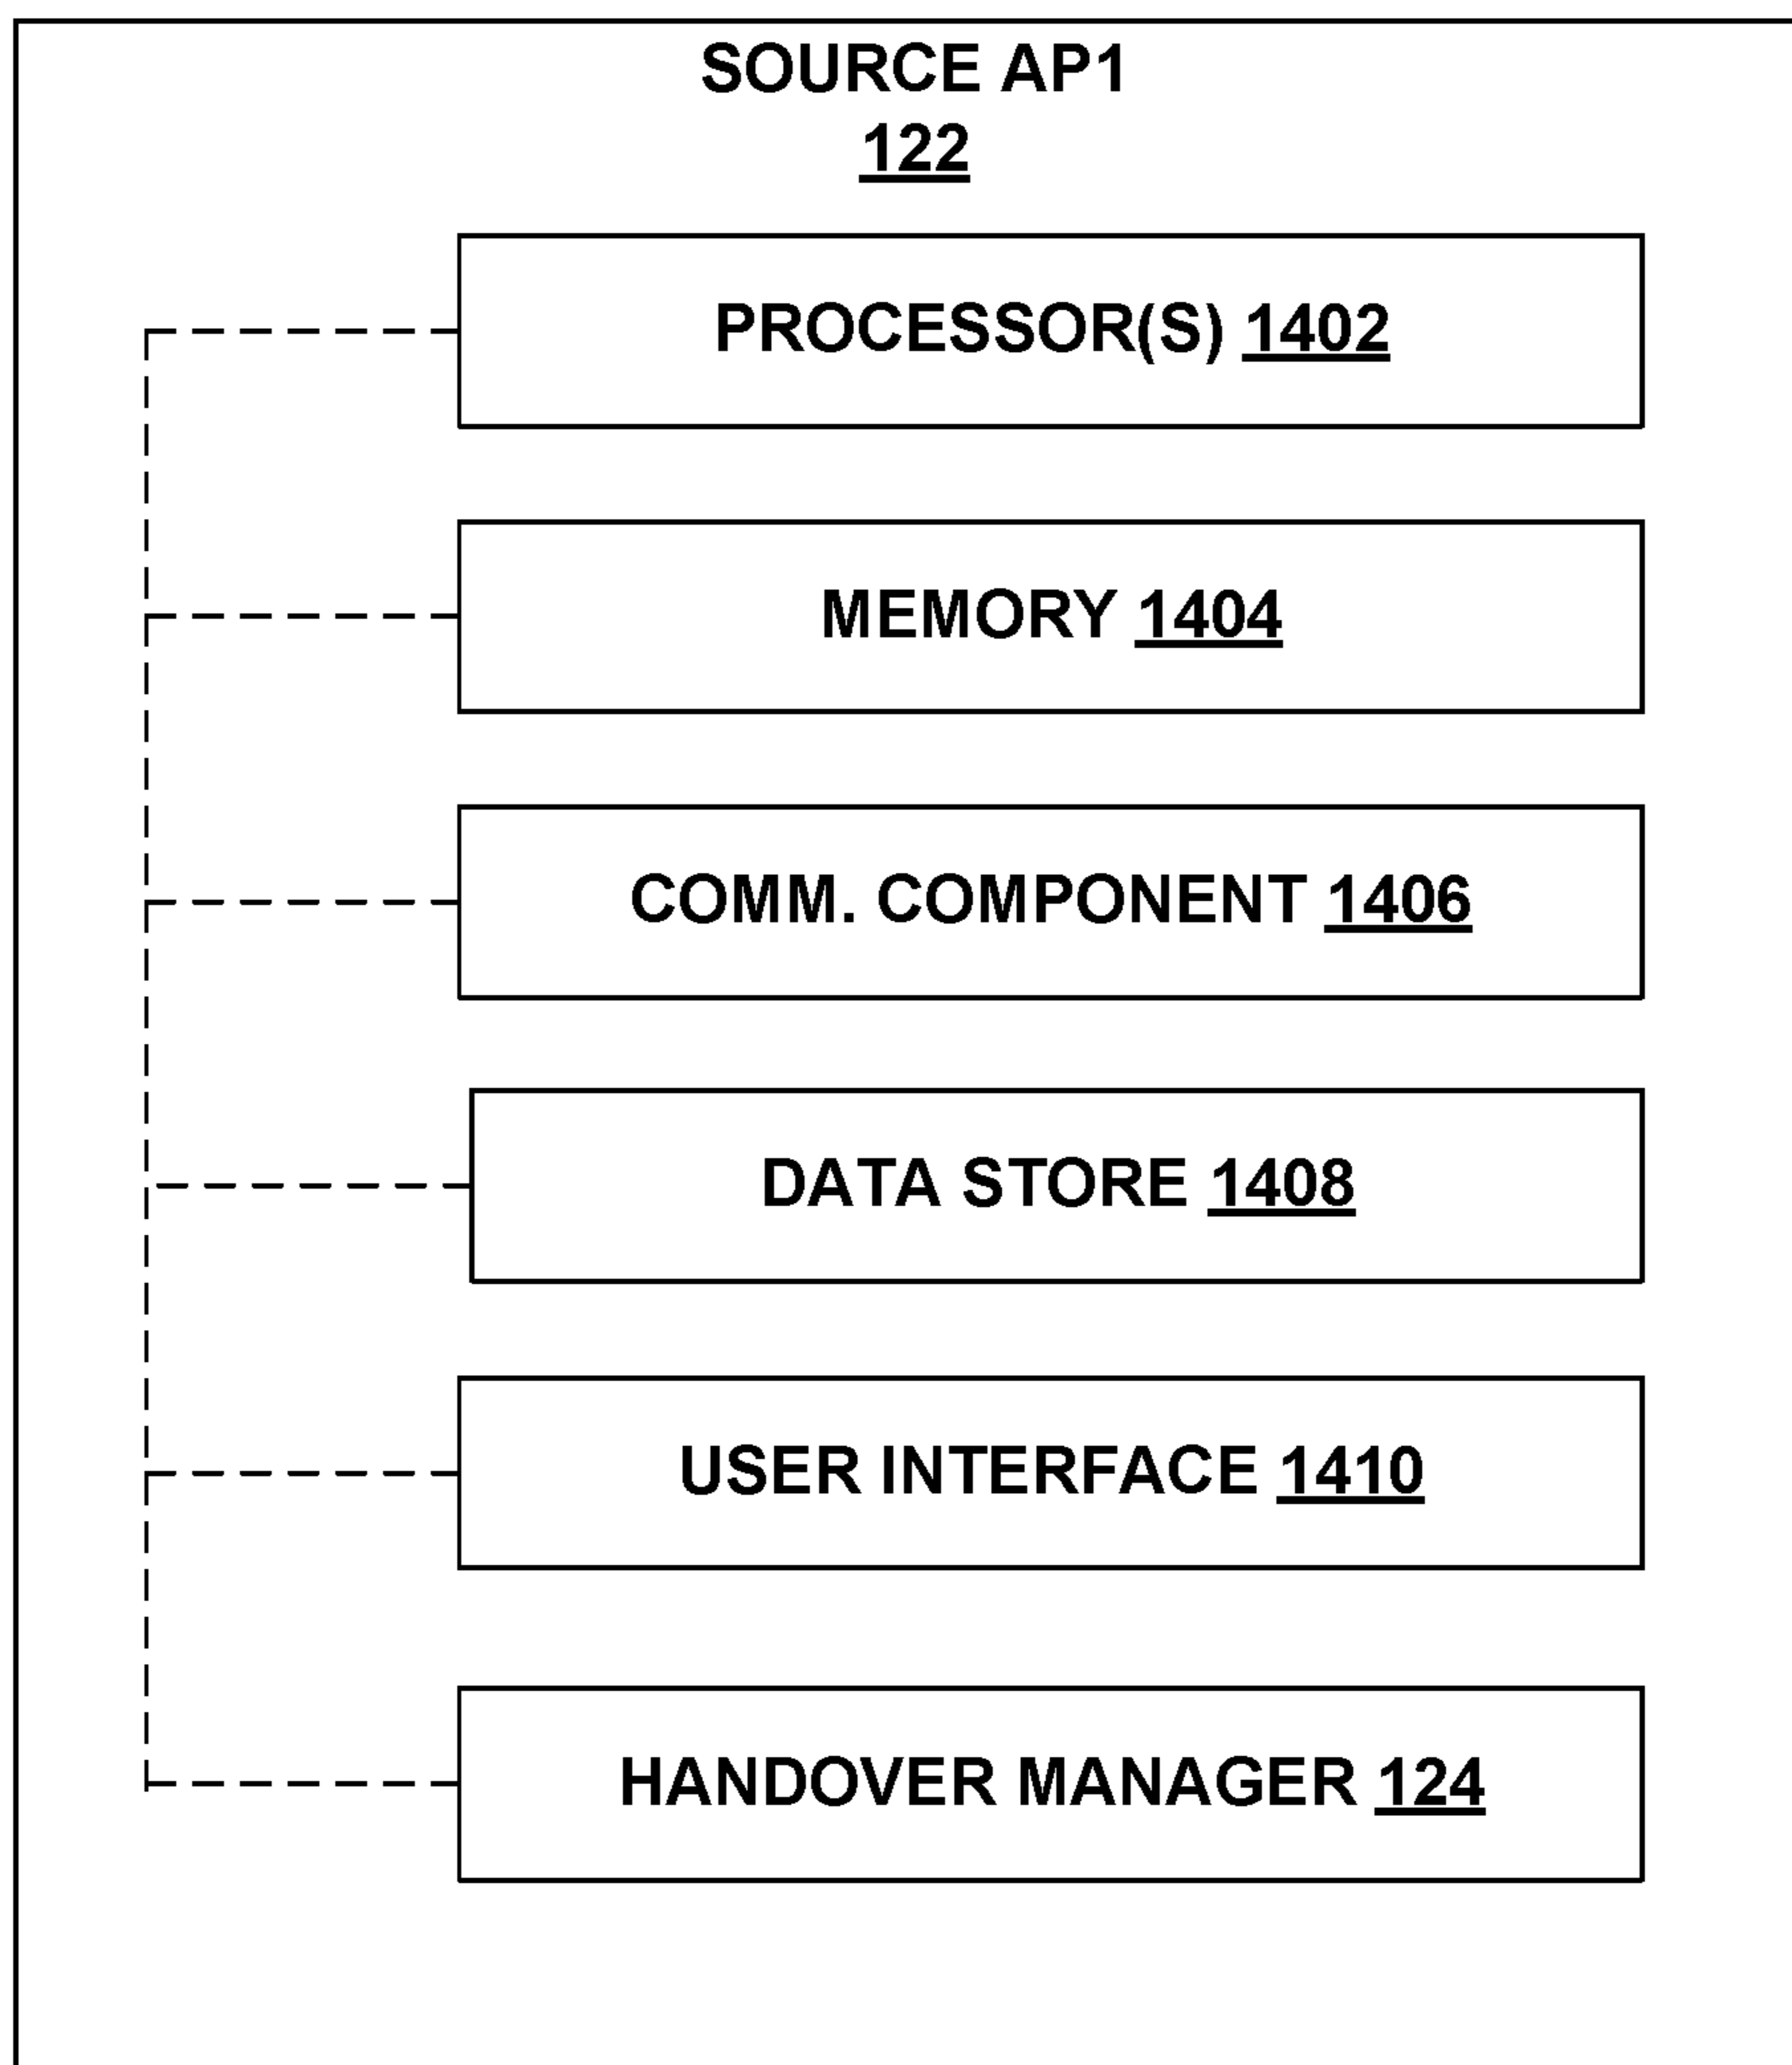 SOURCE AP1
122
PROCESSOR(S) 1402
MEMORY 1404
COMM. COMPONENT 1406
DATA STORE 1408
USER INTERFACE 1410
HANDOVER MANAGER 124